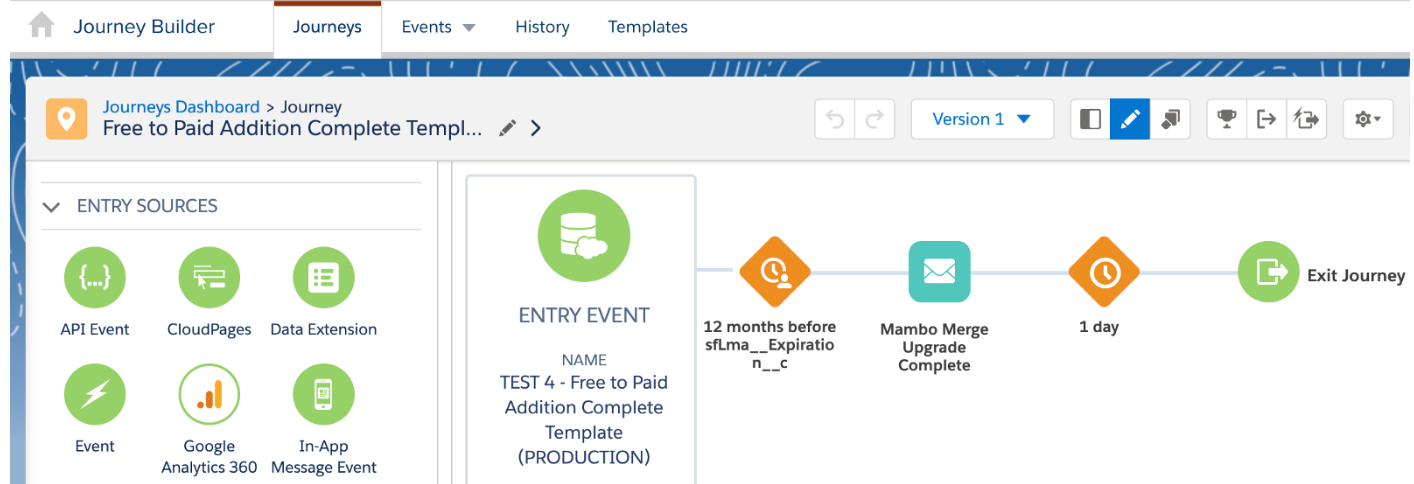 Journey Builder
Journeys
Events
History
Templates
Journeys Dashboard > Journey
Free to Paid Addition Complete Templ...
Version 1
ENTRY SOURCES
{...}
API Event
CloudPages
Data Extension
Event
Google
Analytics 360
In-App
Message Event
ENTRY EVENT
NAME
TEST 4 - Free to Paid
Addition Complete
Template
(PRODUCTION)
12 months before
sfLma__Expiratio
n__c
Mambo Merge
Upgrade
Complete
1 day
Exit Journey